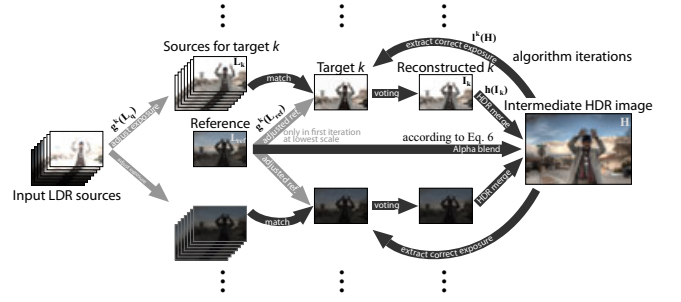 l^k(H)
extract correct exposure
algorithm iterations
Sources for target k
L_k
match
Target k
voting
Reconstructed k
I_k
h(I_k)
HDR merge
Intermediate HDR image
H
g^k(L_q)
adjust exposure
Input LDR sources
Reference
L_ref
g^k(L_ref)
adjusted ref.
only in first iteration
at lowest scale
according to Eq. 6
Alpha blend
adjusted ref.
match
voting
HDR merge
extract correct exposure